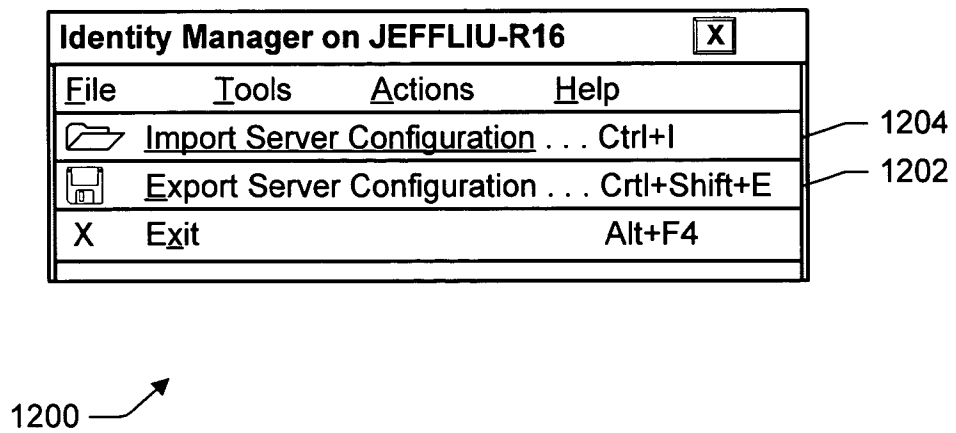 Identity Manager on JEFFLIU-R16 X
File Tools Actions Help
Import Server Configuration . . . Ctrl+I 1204
Export Server Configuration . . . Crtl+Shift+E 1202
X Exit Alt+F4
1200